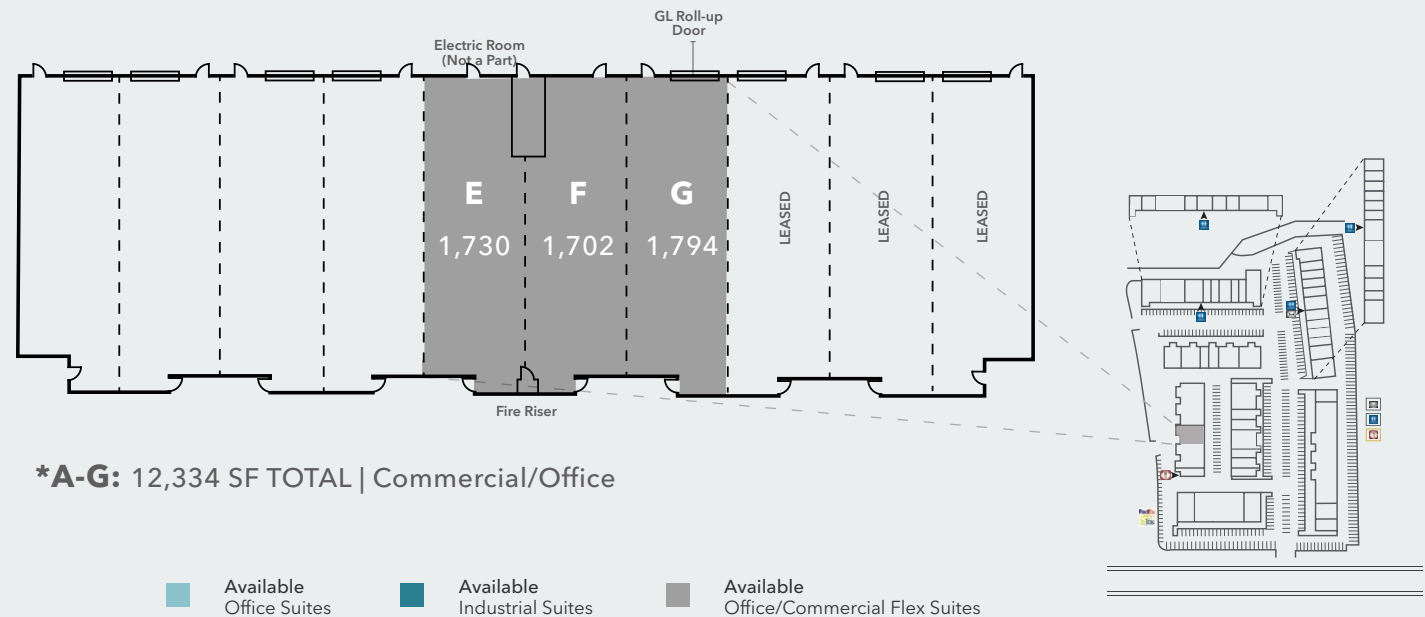 GL Roll-up
Door
Electric Room
(Not a Part)
E
F
G
1,730
1,702
1,794
LEASED
LEASED
LEASED
Fire Riser
*A-G: 12,334 SF TOTAL | Commercial/Office
Available
Office Suites
Available
Industrial Suites
Available
Office/Commercial Flex Suites
FedEx